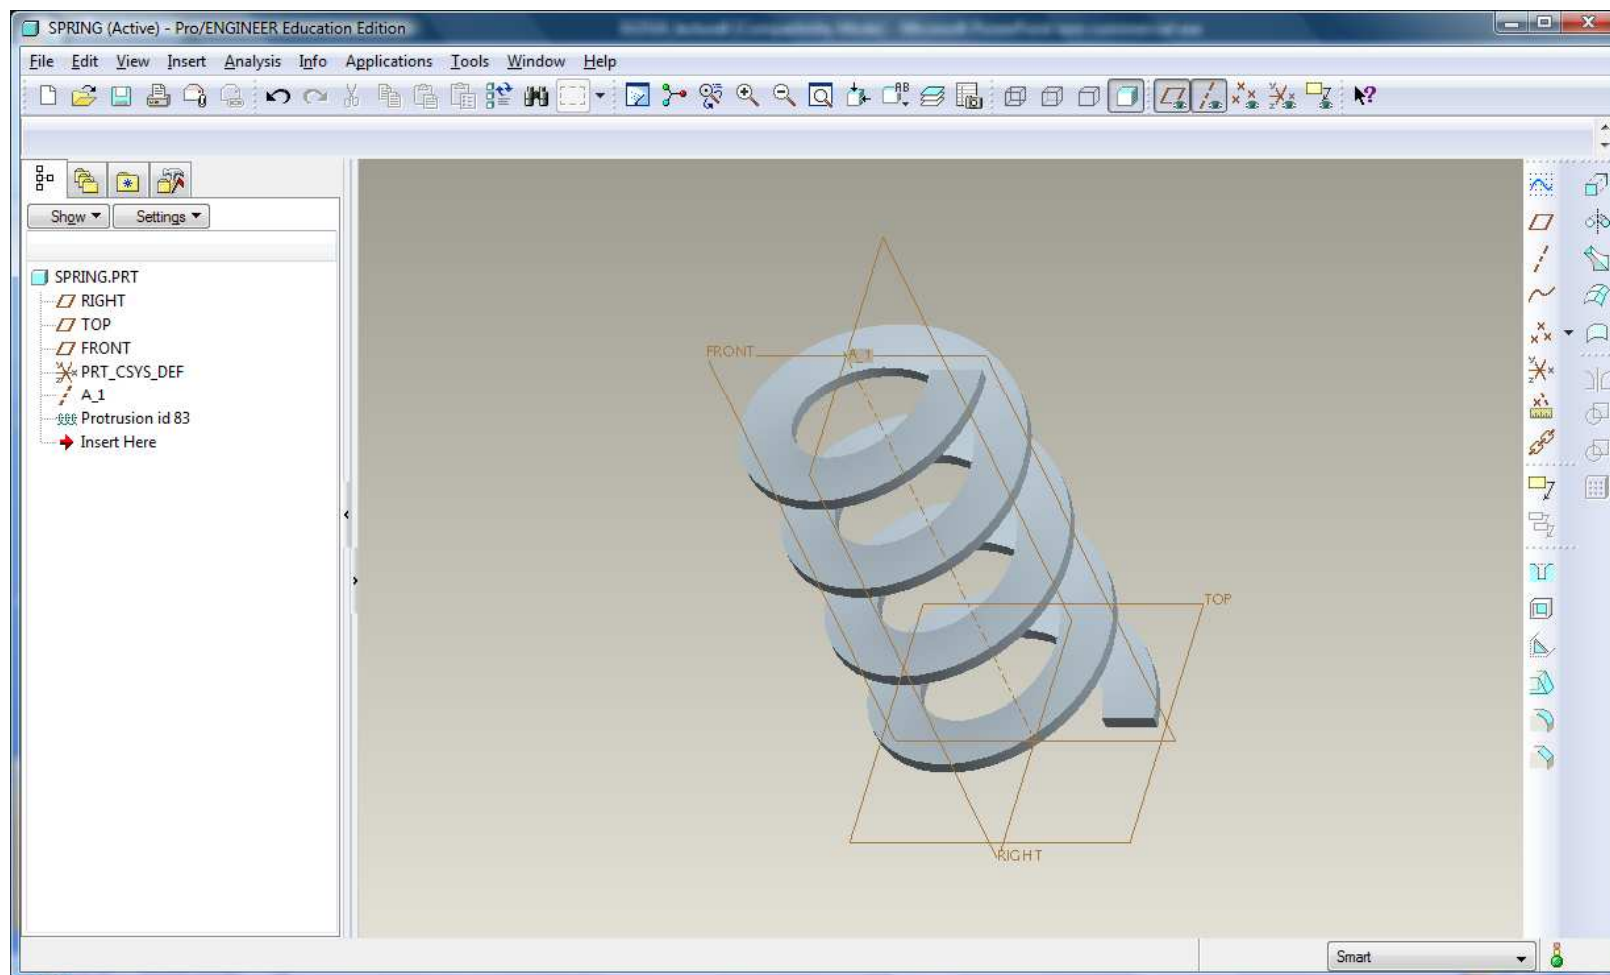 SPRING (Active) - Pro/ENGINEER Education Edition
File Edit View Insert Analysis Info Applications Tools Window Help
Show Settings
SPRING.PRT
RIGHT
TOP
FRONT
PRT_CSYS_DEF
A_1
Protrusion id 83
Insert Here
FRONT
A_1
TOP
RIGHT
Smart